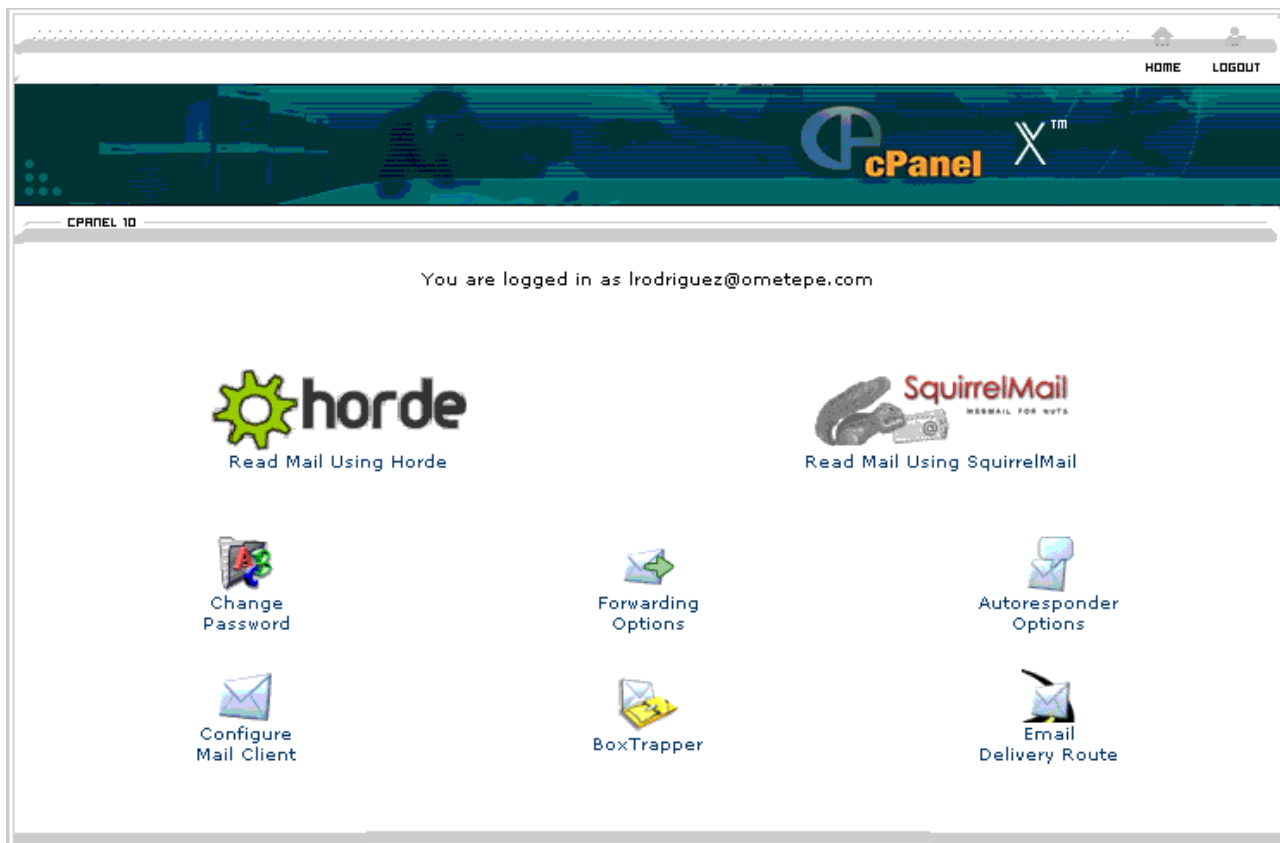 HOME LOGOUT
cPanel X™
CPANEL 10
You are logged in as lrodriguez@ometepe.com
horde
SquirrelMail
WEBMAIL FOR NUTS
Read Mail Using Horde
Read Mail Using SquirrelMail
Change
Password
Forwarding
Options
Autoresponder
Options
Configure
Mail Client
BoxTrapper
Email
Delivery Route